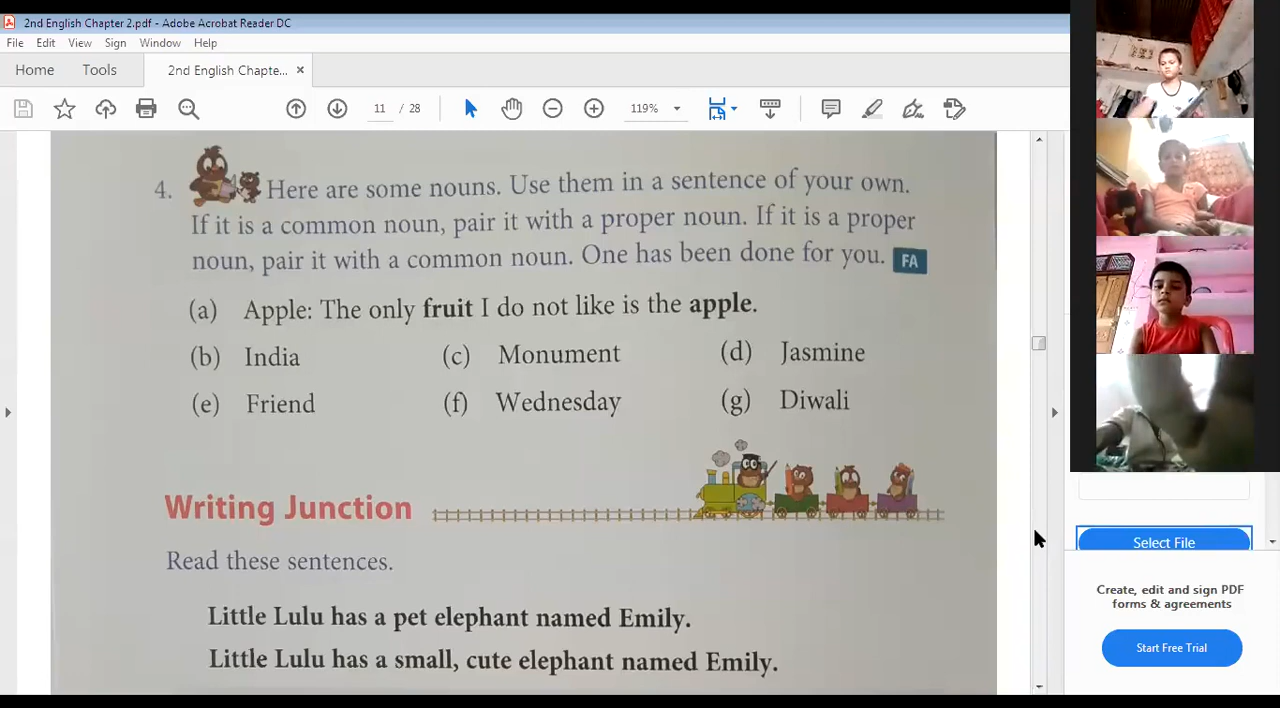 2nd English Chapter 2.pdf - Adobe Acrobat Reader DC
File Edit View Sign Window Help
Home Tools 2nd English Chapte... ×
11 / 28 119%
4. Here are some nouns. Use them in a sentence of your own.
If it is a common noun, pair it with a proper noun. If it is a proper
noun, pair it with a common noun. One has been done for you. FA
(a) Apple: The only fruit I do not like is the apple.
(b) India (c) Monument (d) Jasmine
(e) Friend (f) Wednesday (g) Diwali
Writing Junction
Read these sentences.
Little Lulu has a pet elephant named Emily.
Little Lulu has a small, cute elephant named Emily.
Select File
Create, edit and sign PDF
forms & agreements
Start Free Trial